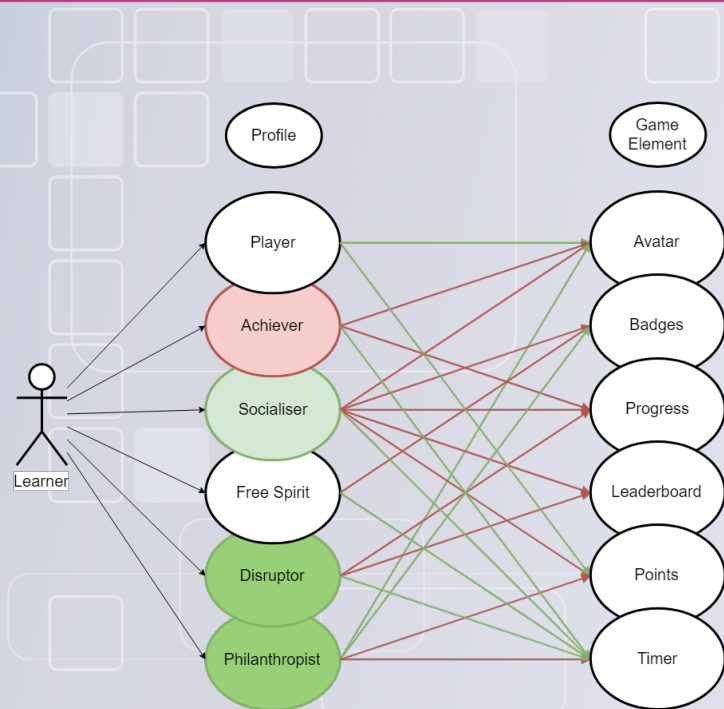 Profile
Game
Element
Player
Avatar
Achiever
Badges
Socialiser
Progress
Learner
Free Spirit
Leaderboard
Disruptor
Points
Philanthropist
Timer